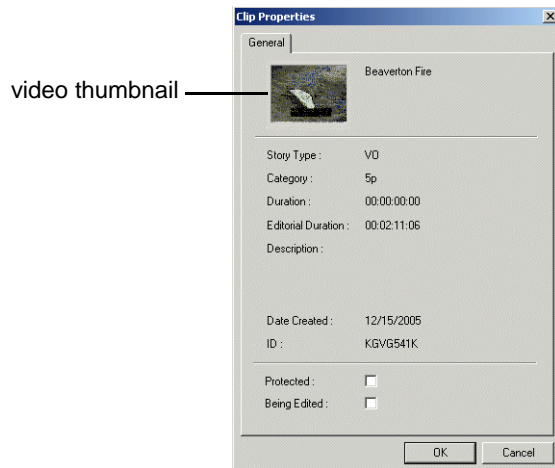 Clip Properties
General
video thumbnail
Beaverton Fire
Story Type : VO
Category : 5p
Duration : 00:00:00:00
Editorial Duration : 00:02:11:06
Description :
Date Created : 12/15/2005
ID : KGVG541K
Protected :
Being Edited :
OK Cancel